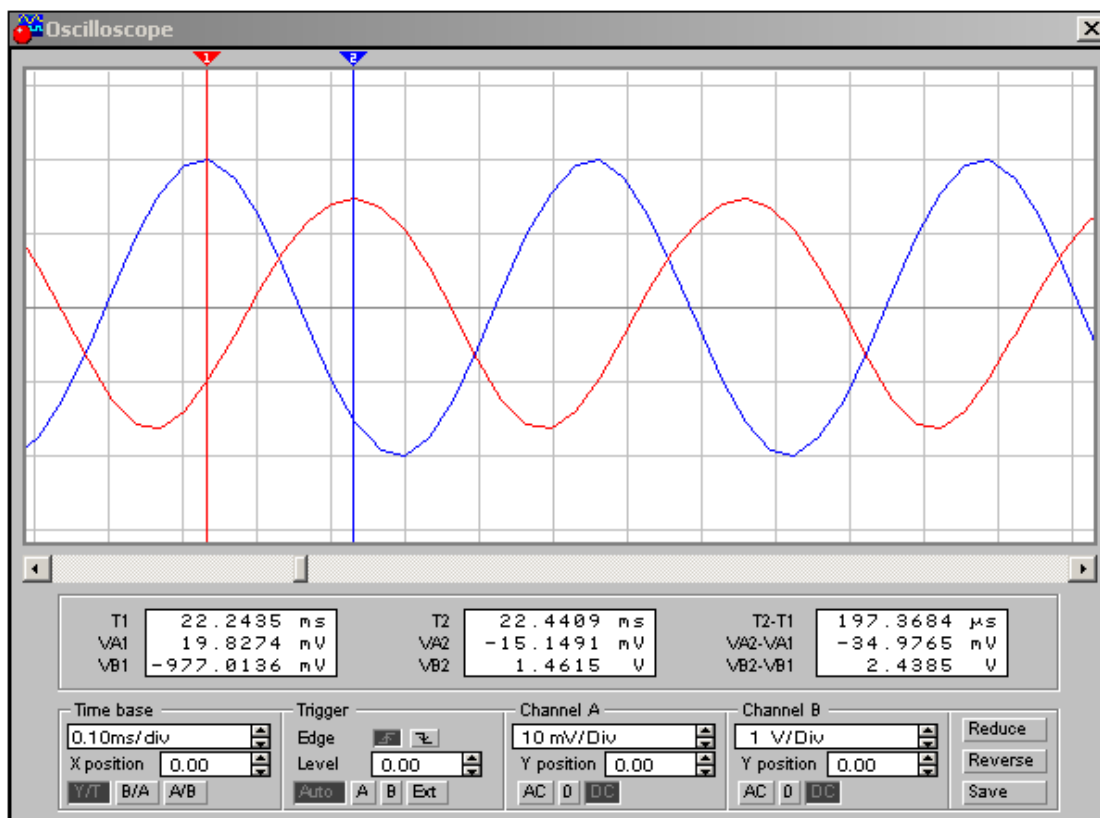 Oscilloscope
1 2
T1 22.2435 ms T2 22.4409 ms T2-T1 197.3684 µs
VA1 19.8274 mV VA2 -15.1491 mV VA2-VA1 -34.9765 mV
VB1 -977.0136 mV VB2 1.4615 V VB2-VB1 2.4385 V
Time base Trigger Channel A Channel B
0.10ms/div Edge 10 mV/Div 1 V/Div Reduce
X position 0.00 Level 0.00 Y position 0.00 Y position 0.00 Reverse
Y/T B/A A/B Auto A B Ext AC 0 DC AC 0 DC Save